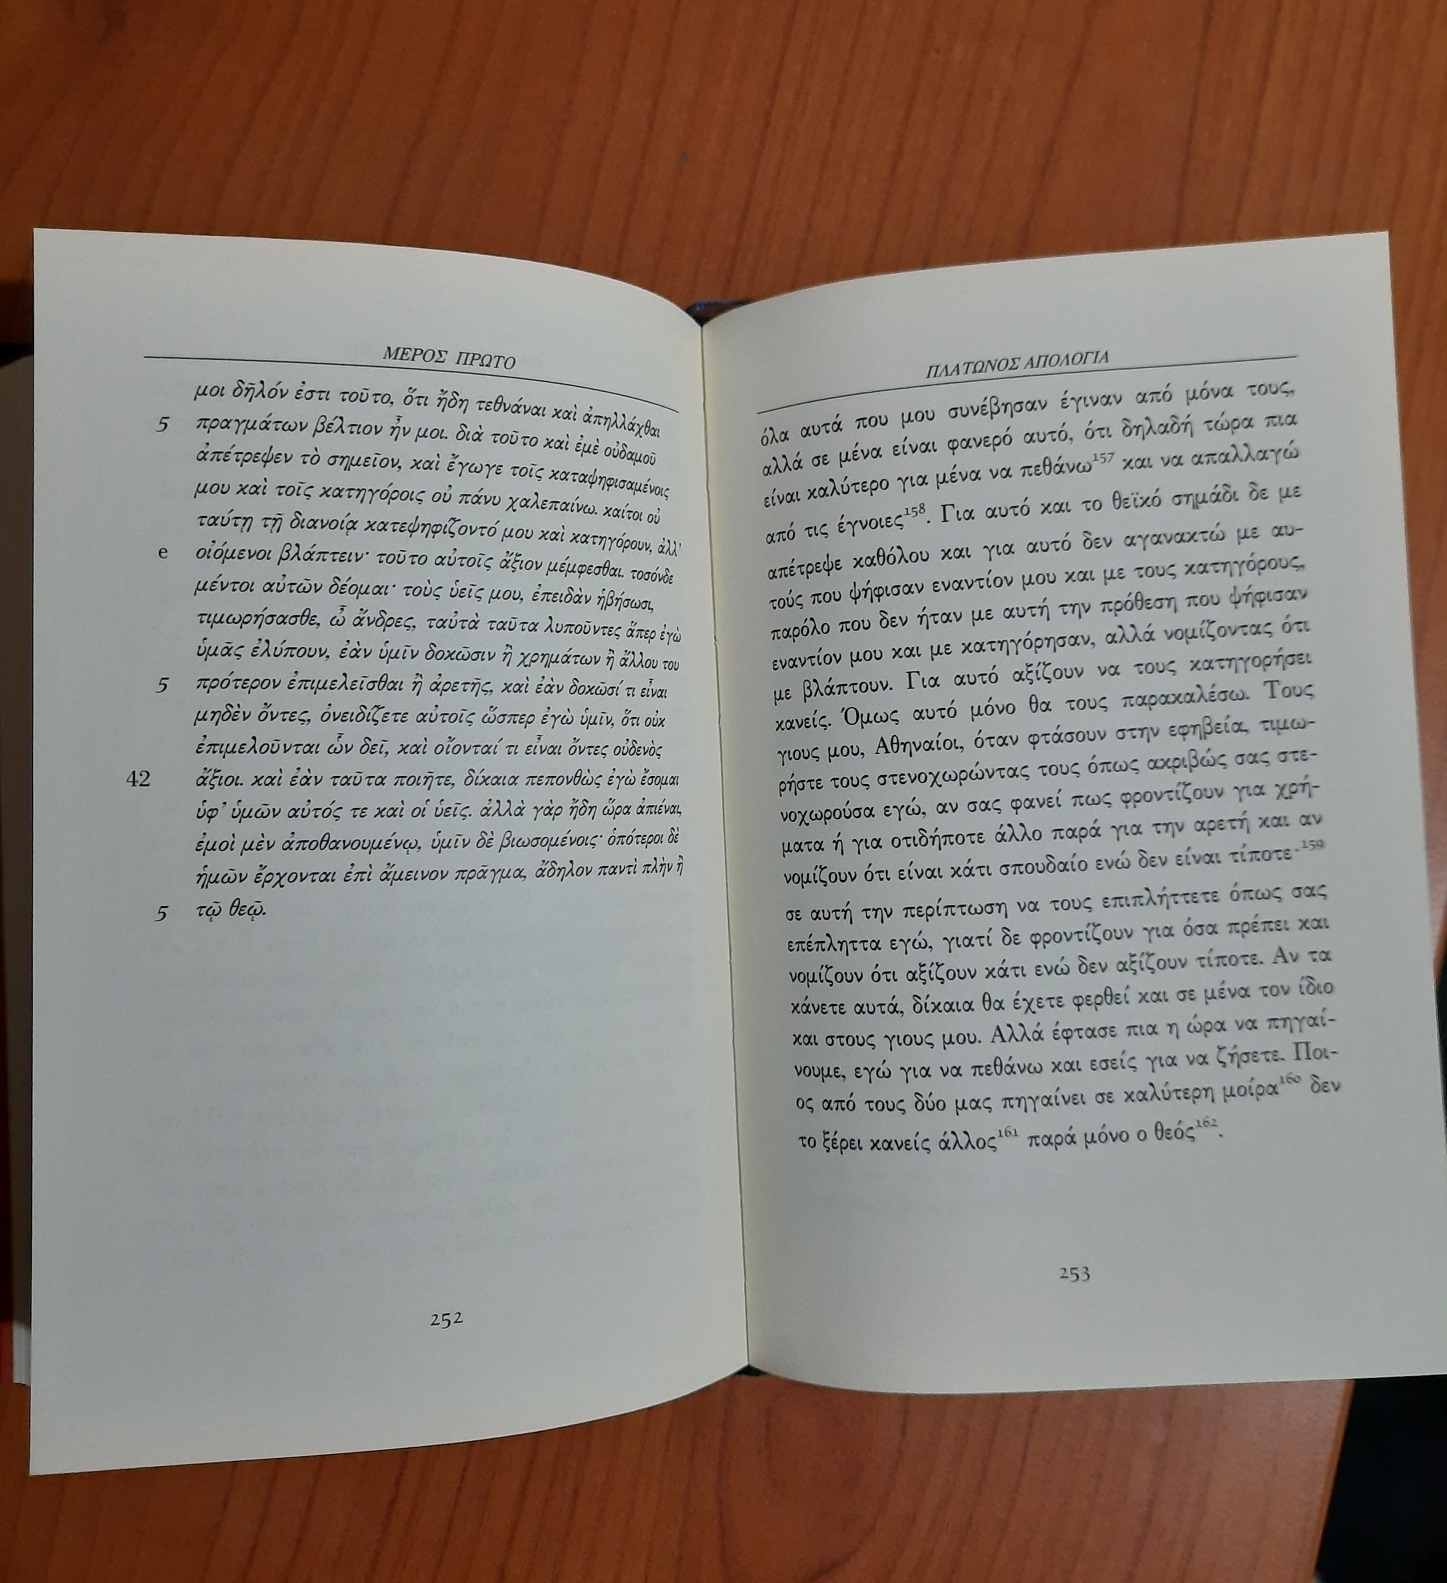 ΜΕΡΟΣ ΠΡΩΤΟ
μοι δῆλόν ἐστι τοῦτο, ὅτι ἤδη τεθνάναι καὶ ἀπηλλάχθαι
5 πραγμάτων βέλτιον ἦν μοι. διὰ τοῦτο καὶ ἐμὲ οὐδαμοῦ
ἀπέτρεψεν τὸ σημεῖον, καὶ ἔγωγε τοῖς καταψηφισαμένοις
μου καὶ τοῖς κατηγόροις οὐ πάνυ χαλεπαίνω. καίτοι οὐ
ταύτῃ τῇ διανοίᾳ κατεψηφίζοντό μου καὶ κατηγόρουν, ἀλλ'
e οἰόμενοι βλάπτειν· τοῦτο αὐτοῖς ἄξιον μέμφεσθαι. τοσόνδε
μέντοι αὐτῶν δέομαι· τοὺς ὑεῖς μου, ἐπειδὰν ἡβήσωσι,
τιμωρήσασθε, ὦ ἄνδρες, ταὐτὰ ταῦτα λυποῦντες ἅπερ ἐγὼ
ὑμᾶς ἐλύπουν, ἐὰν ὑμῖν δοκῶσιν ἢ χρημάτων ἢ ἄλλου του
5 πρότερον ἐπιμελεῖσθαι ἢ ἀρετῆς, καὶ ἐὰν δοκῶσί τι εἶναι
μηδὲν ὄντες, ὀνειδίζετε αὐτοῖς ὥσπερ ἐγὼ ὑμῖν, ὅτι οὐκ
ἐπιμελοῦνται ὧν δεῖ, καὶ οἴονταί τι εἶναι ὄντες οὐδενὸς
42 ἄξιοι. καὶ ἐὰν ταῦτα ποιῆτε, δίκαια πεπονθὼς ἐγὼ ἔσομαι
ὑφ' ὑμῶν αὐτός τε καὶ οἱ ὑεῖς. ἀλλὰ γὰρ ἤδη ὥρα ἀπιέναι,
ἐμοὶ μὲν ἀποθανουμένῳ, ὑμῖν δὲ βιωσομένοις· ὁπότεροι δὲ
ἡμῶν ἔρχονται ἐπὶ ἄμεινον πρᾶγμα, ἄδηλον παντὶ πλὴν ἢ
5 τῷ θεῷ.
252
ΠΛΑΤΩΝΟΣ ΑΠΟΛΟΓΙΑ
όλα αυτά που μου συνέβησαν έγιναν από μόνα τους,
αλλά σε μένα είναι φανερό αυτό, ότι δηλαδή τώρα πια
είναι καλύτερο για μένα να πεθάνω¹⁵⁷ και να απαλλαγώ
από τις έγνοιες¹⁵⁸. Για αυτό και το θεϊκό σημάδι δε με
απέτρεψε καθόλου και για αυτό δεν αγανακτώ με αυ-
τούς που ψήφισαν εναντίον μου και με τους κατηγόρους,
παρόλο που δεν ήταν με αυτή την πρόθεση που ψήφισαν
εναντίον μου και με κατηγόρησαν, αλλά νομίζοντας ότι
με βλάπτουν. Για αυτό αξίζουν να τους κατηγορήσει
κανείς. Όμως αυτό μόνο θα τους παρακαλέσω. Τους
γιους μου, Αθηναίοι, όταν φτάσουν στην εφηβεία, τιμω-
ρήστε τους στενοχωρώντας τους όπως ακριβώς σας στε-
νοχωρούσα εγώ, αν σας φανεί πως φροντίζουν για χρή-
ματα ή για οτιδήποτε άλλο παρά για την αρετή και αν
νομίζουν ότι είναι κάτι σπουδαίο ενώ δεν είναι τίποτε·¹⁵⁹
σε αυτή την περίπτωση να τους επιπλήττετε όπως σας
επέπληττα εγώ, γιατί δε φροντίζουν για όσα πρέπει και
νομίζουν ότι αξίζουν κάτι ενώ δεν αξίζουν τίποτε. Αν τα
κάνετε αυτά, δίκαια θα έχετε φερθεί και σε μένα τον ίδιο
και στους γιους μου. Αλλά έφτασε πια η ώρα να πηγαί-
νουμε, εγώ για να πεθάνω και εσείς για να ζήσετε. Ποι-
ος από τους δύο μας πηγαίνει σε καλύτερη μοίρα¹⁶⁰ δεν
το ξέρει κανείς άλλος¹⁶¹ παρά μόνο ο θεός¹⁶².
253